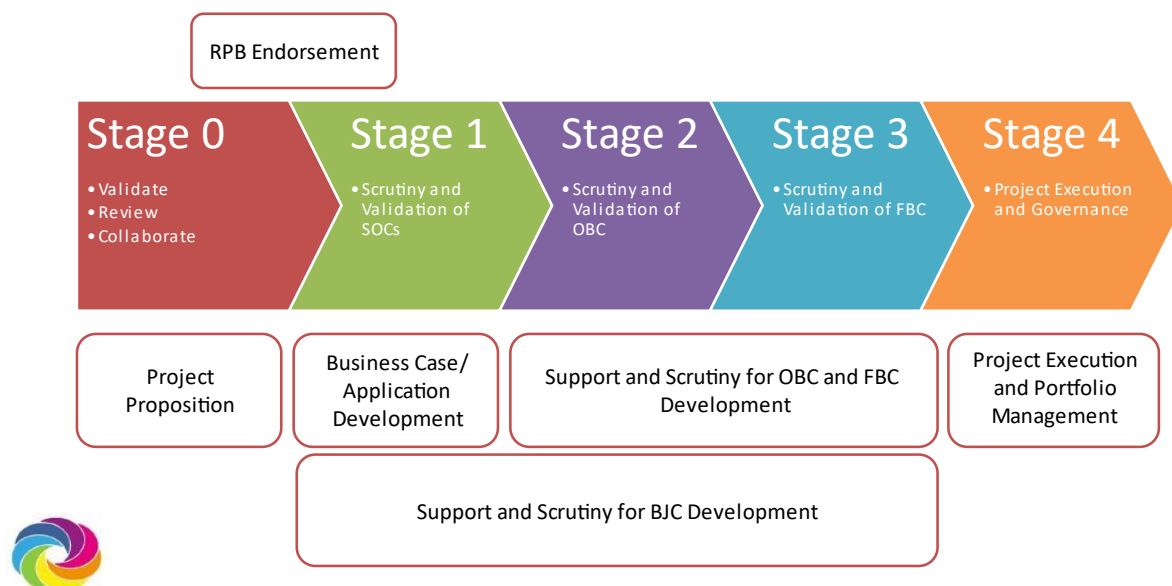 RPB Endorsement
Stage 0
• Validate
• Review
• Collaborate
Stage 1
• Scrutiny and
Validation of
SOCs
Stage 2
• Scrutiny and
Validation of
OBC
Stage 3
• Scrutiny and
Validation of FBC
Stage 4
• Project Execution
and Governance
Project
Proposition
Business Case/
Application
Development
Support and Scrutiny for OBC and FBC
Development
Project Execution
and Portfolio
Management
Support and Scrutiny for BJC Development